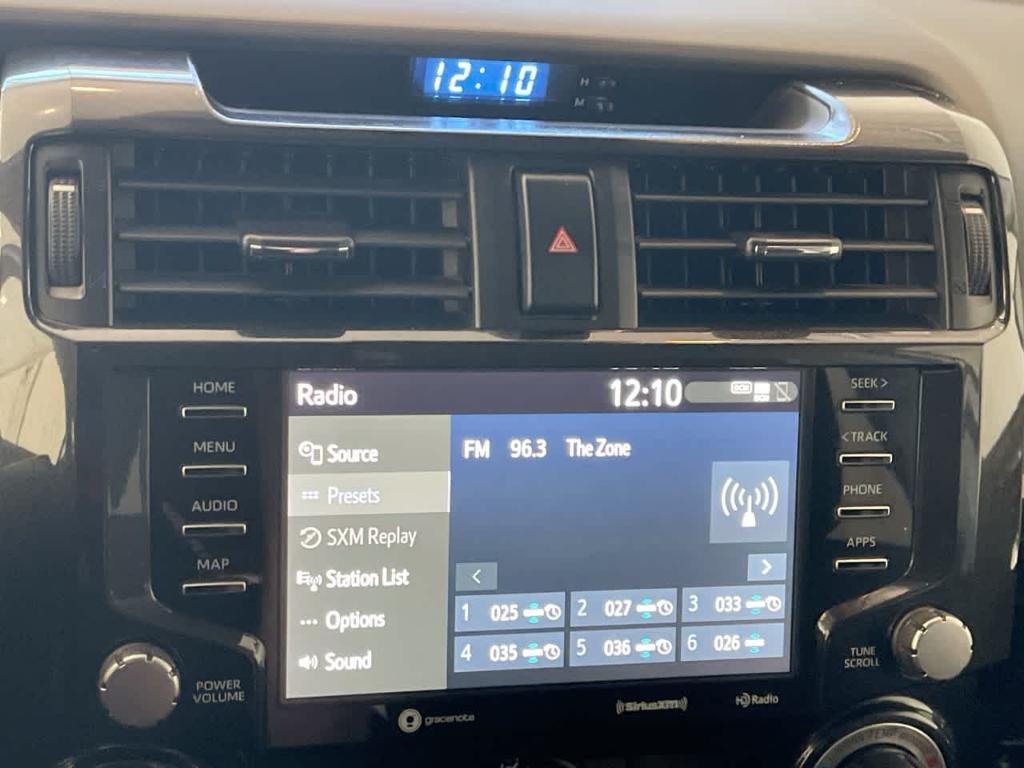 12:10
H
M
HOME
MENU
AUDIO
MAP
POWER
VOLUME
Radio
12:10
DCM
DCM
Source
Presets
SXM Replay
Station List
Options
Sound
FM 96.3 The Zone
<
>
1 025
2 027
3 033
4 035
5 036
6 026
SEEK >
< TRACK
PHONE
APPS
TUNE
SCROLL
gracenote
SiriusXM
HD Radio